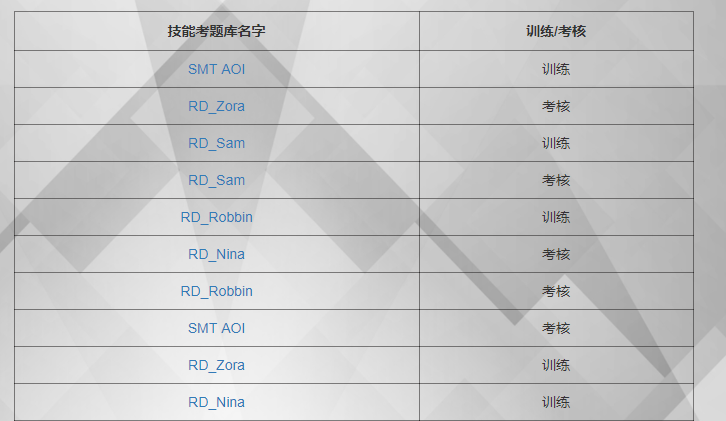 技能考题库名字 训练/考核
SMT AOI 训练
RD_Zora 考核
RD_Sam 训练
RD_Sam 考核
RD_Robbin 训练
RD_Nina 考核
RD_Robbin 考核
SMT AOI 考核
RD_Zora 训练
RD_Nina 训练